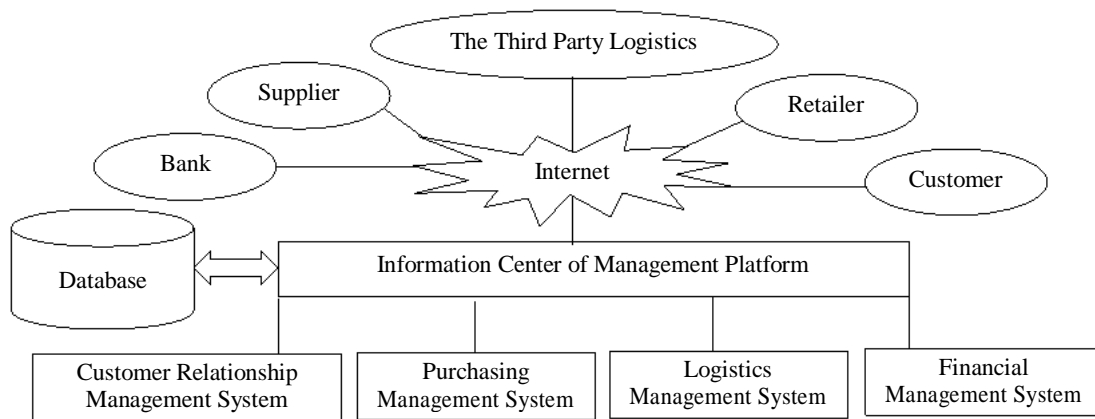 The Third Party Logistics
Supplier
Retailer
Bank
Internet
Customer
Database
Information Center of Management Platform
Customer Relationship
Management System
Purchasing
Management System
Logistics
Management System
Financial
Management System